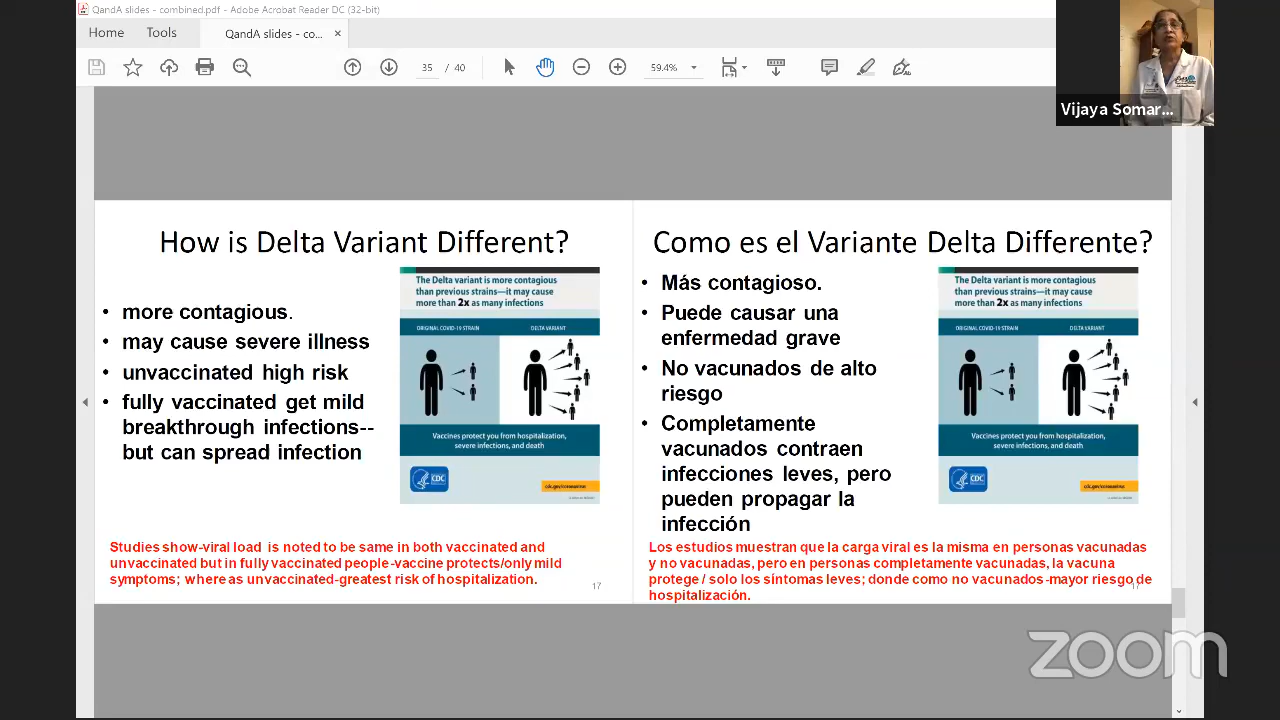 QandA slides - combined.pdf - Adobe Acrobat Reader DC (32-bit)
Home Tools QandA slides - co... ×
35 / 40 59.4%
Vijaya Somar...
How is Delta Variant Different?
• more contagious.
• may cause severe illness
• unvaccinated high risk
• fully vaccinated get mild
breakthrough infections--
but can spread infection
The Delta variant is more contagious
than previous strains—it may cause
more than 2x as many infections
ORIGINAL COVID-19 STRAIN DELTA VARIANT
Vaccines protect you from hospitalization,
severe infections, and death
CDC
cdc.gov/coronavirus
Studies show-viral load is noted to be same in both vaccinated and
unvaccinated but in fully vaccinated people-vaccine protects/only mild
symptoms; where as unvaccinated-greatest risk of hospitalization.
17
Como es el Variante Delta Differente?
• Más contagioso.
• Puede causar una
enfermedad grave
• No vacunados de alto
riesgo
• Completamente
vacunados contraen
infecciones leves, pero
pueden propagar la
infección
The Delta variant is more contagious
than previous strains—it may cause
more than 2x as many infections
ORIGINAL COVID-19 STRAIN DELTA VARIANT
Vaccines protect you from hospitalization,
severe infections, and death
CDC
cdc.gov/coronavirus
Los estudios muestran que la carga viral es la misma en personas vacunadas
y no vacunadas, pero en personas completamente vacunadas, la vacuna
protege / solo los síntomas leves; donde como no vacunados-mayor riesgo de
hospitalización.
17
zoom